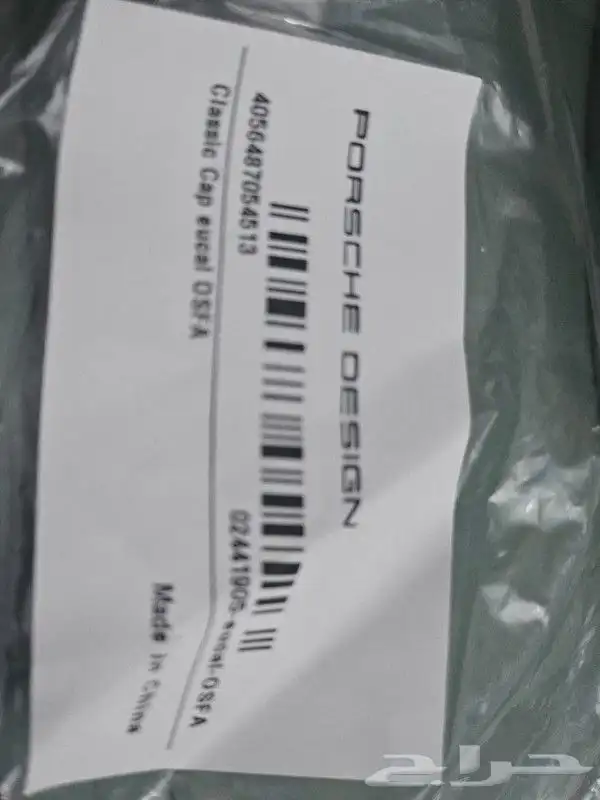 PORSCHE DESIGN
4056487054513
02441905-eucal-OSFA
Classic Cap eucal OSFA
Made in China
حراج